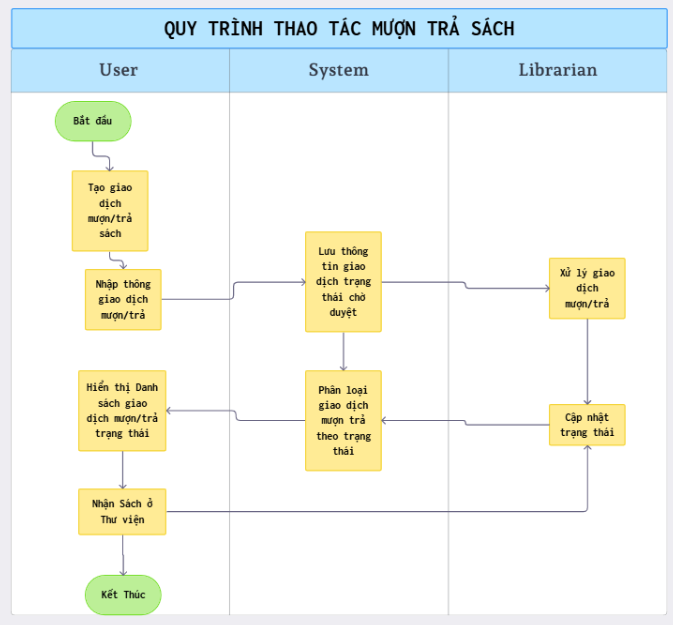 QUY TRÌNH THAO TÁC MƯỢN TRẢ SÁCH
User
System
Librarian
Bắt đầu
Tạo giao
dịch
mượn/trả
sách
Nhập thông
giao dịch
mượn/trả
Lưu thông
tin giao
dịch trạng
thái chờ
duyệt
Xử lý giao
dịch
mượn/trả
Hiển thị Danh
sách giao
dịch mượn/trả
trạng thái
Phân loại
giao dịch
mượn trả
theo trạng
thái
Cập nhật
trạng thái
Nhận Sách ở
Thư viện
Kết Thúc